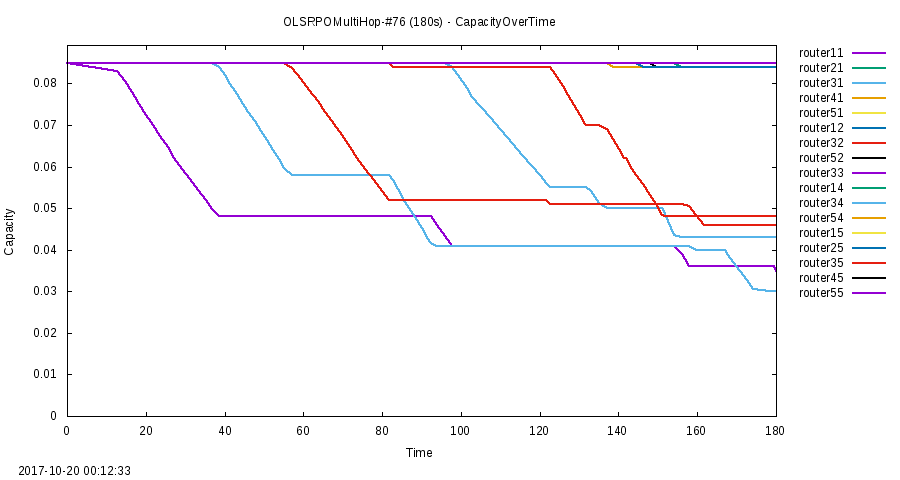 OLSRPOMultiHop-#76 (180s) - CapacityOverTime
Capacity
0.08
0.07
0.06
0.05
0.04
0.03
0.02
0.01
0
0 20 40 60 80 100 120 140 160 180
Time
router11
router21
router31
router41
router51
router12
router32
router52
router33
router14
router34
router54
router15
router25
router35
router45
router55
2017-10-20 00:12:33